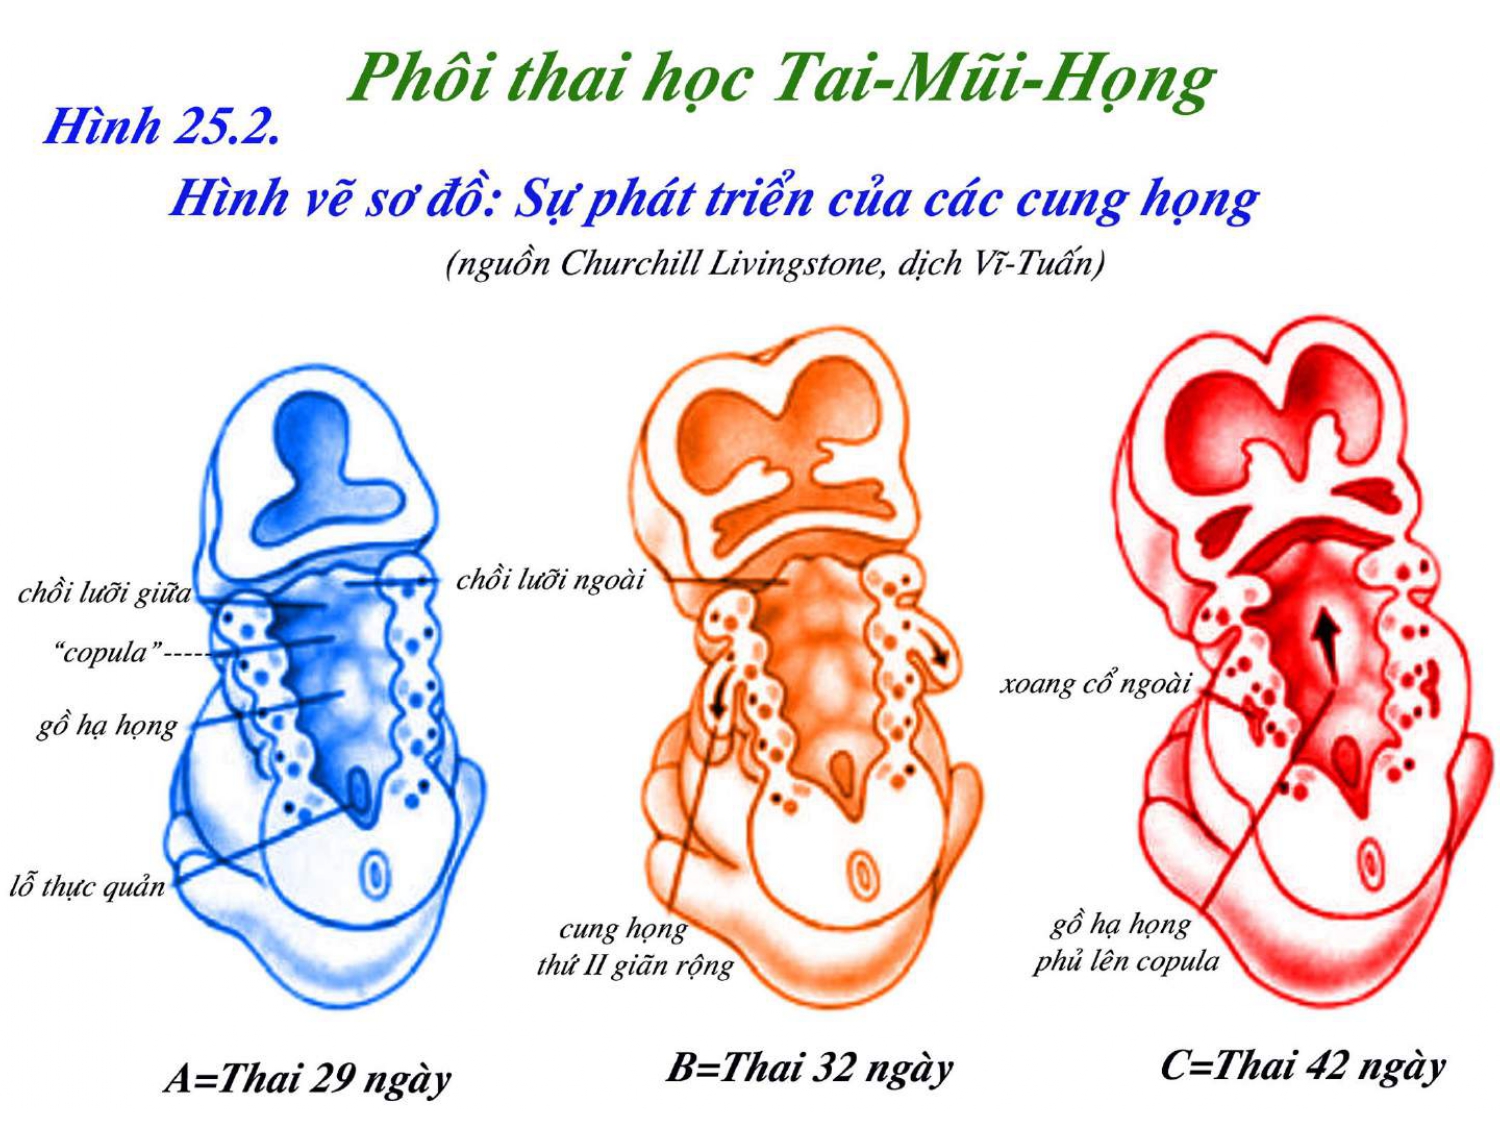 Phôi thai học Tai-Mũi-Họng
Hình 25.2.
Hình vẽ sơ đồ: Sự phát triển của các cung họng
(nguồn Churchill Livingstone, dịch Vĩ-Tuấn)
chồi lưỡi giữa
“copula”
gồ hạ họng
lỗ thực quản
chồi lưỡi ngoài
cung họng
thứ II giãn rộng
xoang cổ ngoài
gồ hạ họng
phủ lên copula
A=Thai 29 ngày
B=Thai 32 ngày
C=Thai 42 ngày